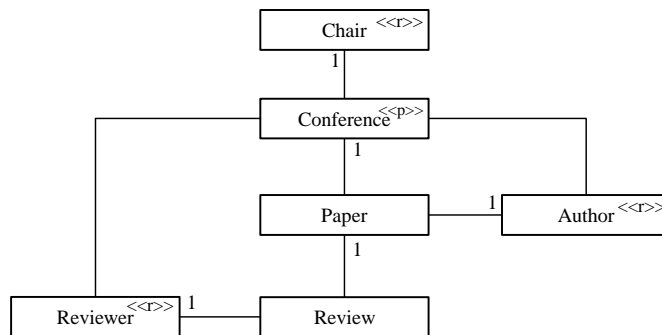 <<r>>
Chair
1
<<p>>
Conference
1
Paper
1
<<r>>
Author
1
<<r>>
Reviewer
1
Review